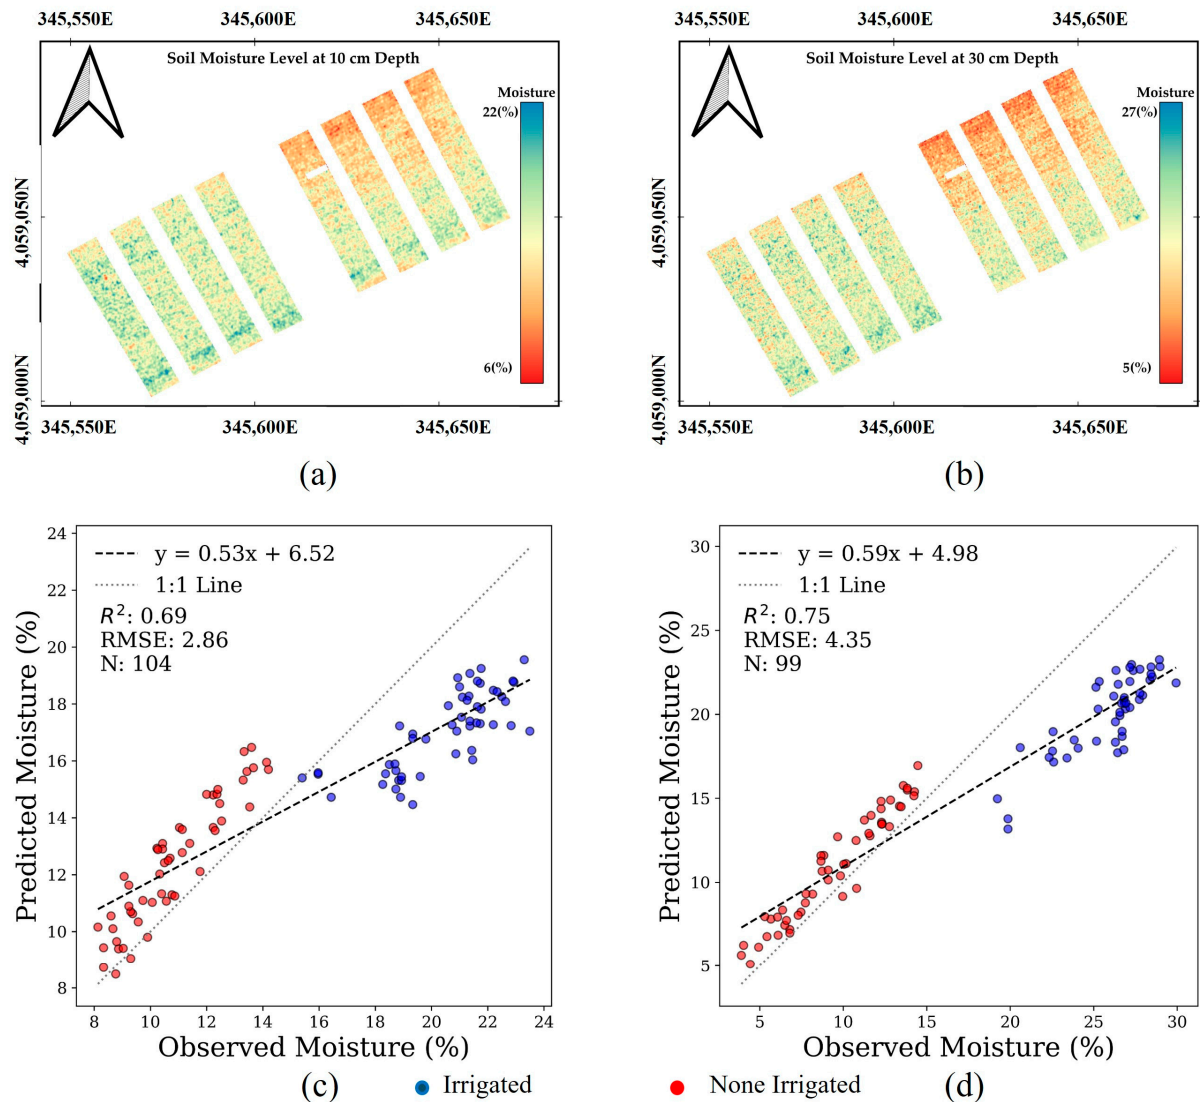 345,550E 345,600E 345,650E
345,550E 345,600E 345,650E
Soil Moisture Level at 10 cm Depth
Moisture
22(%)
6(%)
4,059,050N
4,059,000N
345,550E 345,600E 345,650E
(a)
Soil Moisture Level at 30 cm Depth
Moisture
27(%)
5(%)
4,059,050N
4,059,000N
345,550E 345,600E 345,650E
(b)
y = 0.53x + 6.52
1:1 Line
R²: 0.69
RMSE: 2.86
N: 104
Predicted Moisture (%)
24
22
20
18
16
14
12
10
8
8 10 12 14 16 18 20 22 24
Observed Moisture (%)
(c)
y = 0.59x + 4.98
1:1 Line
R²: 0.75
RMSE: 4.35
N: 99
Predicted Moisture (%)
30
25
20
15
10
5
5 10 15 20 25 30
Observed Moisture (%)
(d)
Irrigated
None Irrigated